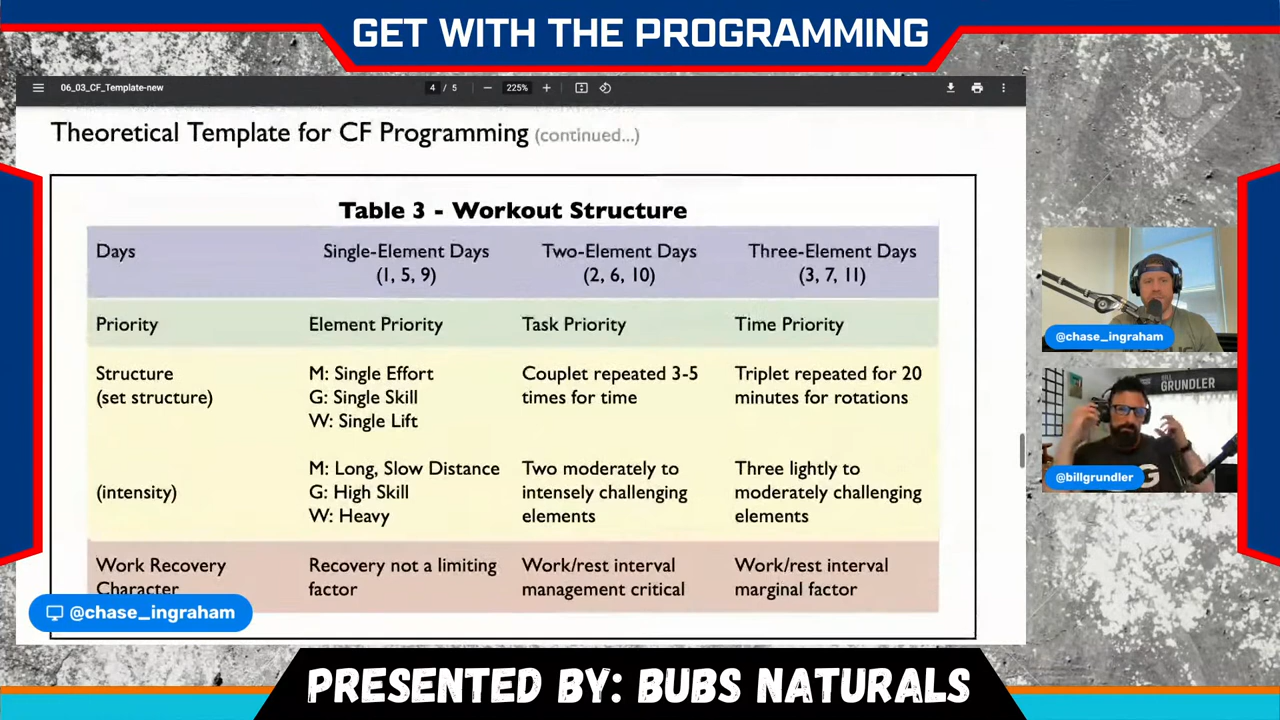 GET WITH THE PROGRAMMING
06_03_CF_Template-new
4 / 5
225%
Theoretical Template for CF Programming (continued...)
Table 3 - Workout Structure
Days
Single-Element Days
(1, 5, 9)
Two-Element Days
(2, 6, 10)
Three-Element Days
(3, 7, 11)
Priority
Element Priority
Task Priority
Time Priority
Structure
(set structure)
M: Single Effort
G: Single Skill
W: Single Lift
Couplet repeated 3-5
times for time
Triplet repeated for 20
minutes for rotations
(intensity)
M: Long, Slow Distance
G: High Skill
W: Heavy
Two moderately to
intensely challenging
elements
Three lightly to
moderately challenging
elements
Work Recovery
Character
Recovery not a limiting
factor
Work/rest interval
management critical
Work/rest interval
marginal factor
@chase_ingraham
@chase_ingraham
BILL
GRUNDLER
G
@billgrundler
PRESENTED BY: BUBS NATURALS